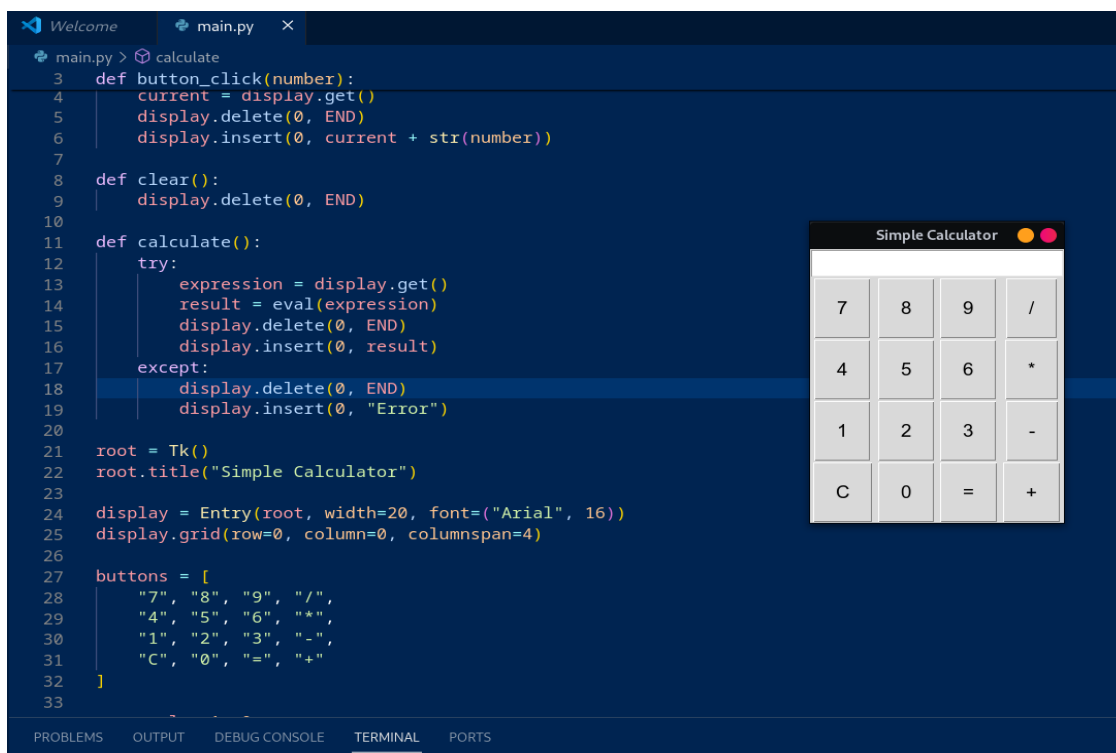 Welcome main.py ×
main.py > calculate
3 def button_click(number):
4 current = display.get()
5 display.delete(0, END)
6 display.insert(0, current + str(number))
7
8 def clear():
9 display.delete(0, END)
10
11 def calculate():
12 try:
13 expression = display.get()
14 result = eval(expression)
15 display.delete(0, END)
16 display.insert(0, result)
17 except:
18 display.delete(0, END)
19 display.insert(0, "Error")
20
21 root = Tk()
22 root.title("Simple Calculator")
23
24 display = Entry(root, width=20, font=("Arial", 16))
25 display.grid(row=0, column=0, columnspan=4)
26
27 buttons = [
28 "7", "8", "9", "/",
29 "4", "5", "6", "*",
30 "1", "2", "3", "-",
31 "C", "0", "=", "+"
32 ]
33
Simple Calculator
7 8 9 /
4 5 6 *
1 2 3 -
C 0 = +
PROBLEMS OUTPUT DEBUG CONSOLE TERMINAL PORTS